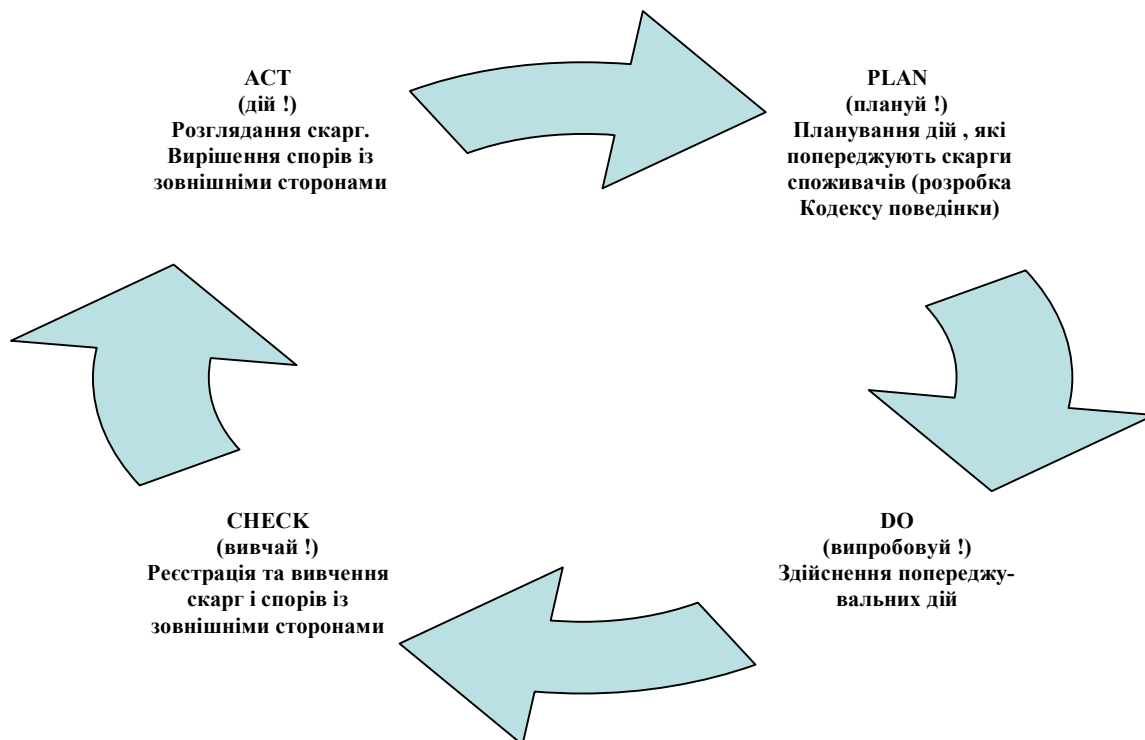 ACT
(дій !)
Розглядання скарг.
Вирішення спорів із
зовнішніми сторонами
PLAN
(плануй !)
Планування дій , які
попереджують скарги
споживачів (розробка
Кодексу поведінки)
DO
(випробовуй !)
Здійснення попереджу-
вальних дій
CHECK
(вивчай !)
Реєстрація та вивчення
скарг і спорів із
зовнішніми сторонами